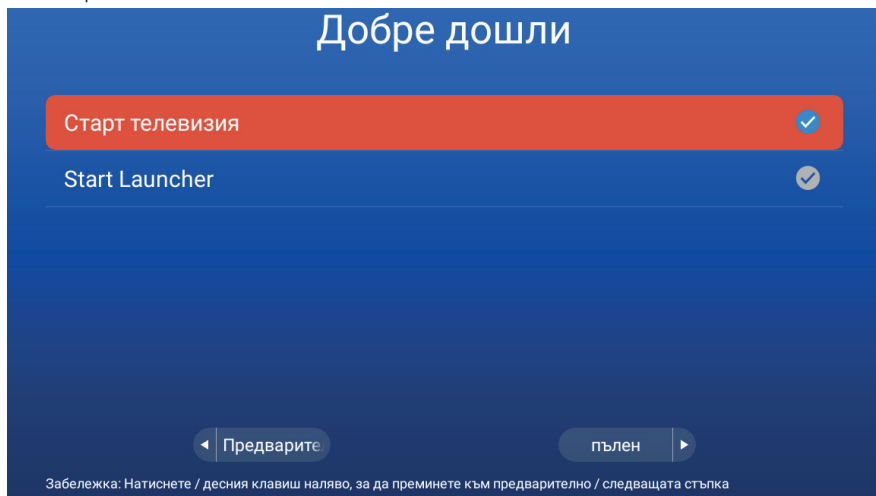 Добре дошли
Старт телевизия
Start Launcher
Предварите
пълен
Забележка: Натиснете / десния клавиш наляво, за да преминете към предварително / следващата стъпка